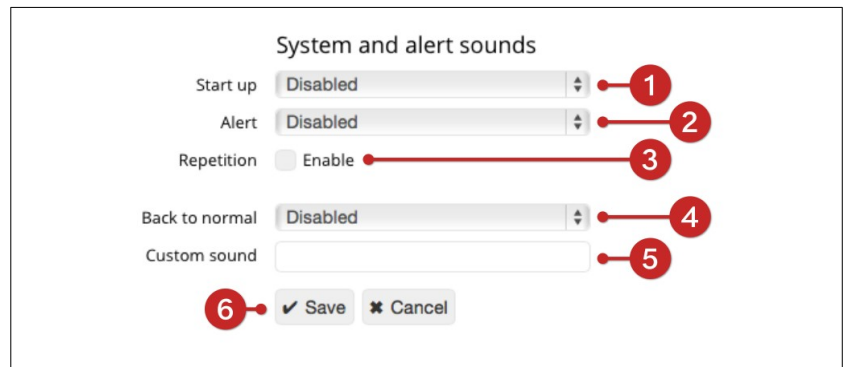 System and alert sounds
Start up Disabled 1
Alert Disabled 2
Repetition Enable 3
Back to normal Disabled 4
Custom sound 5
6 ✔ Save ✖ Cancel